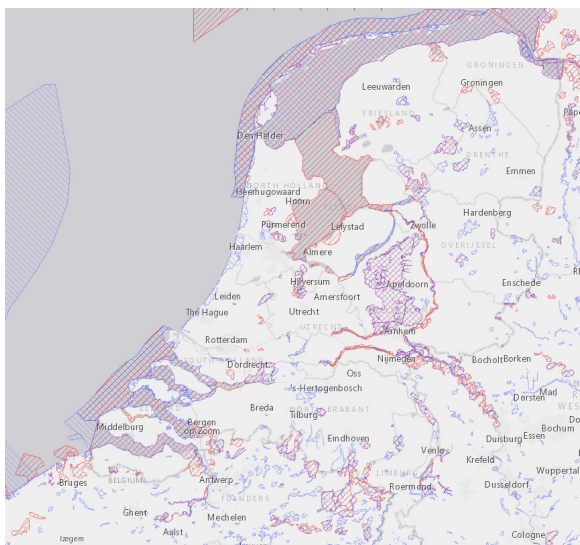 GRONINGEN
Leeuwarden
Groningen
FRIESLAND
Assen
Den Helder
DRENTHE
Emmen
NORTH HOLLAND
Heerhugowaard
Hoorn
Hardenberg
Purmerend
Lelystad
Zwolle
Haarlem
OVERIJSSEL
Almere
Hilversum
Apeldoorn
Enschede
Leiden
Amersfoort
The Hague
Utrecht
UTRECHT
Arnhem
Rotterdam
SOUTH HOLLAND
Nijmegen
Bocholt
Borken
Dordrecht
Oss
's-Hertogenbosch
Dorsten
Marl
Breda
NORTH BRABANT
Tilburg
WES
Middelburg
Bergen
op Zoom
Bochum
Eindhoven
Duisburg
Essen
Venlo
Krefeld
Wuppertal
Bruges
BELGIUM
Antwerp
LIMBURG
Roermond
Dusseldorf
FLANDERS
Ghent
Mechelen
Aalst
Cologne